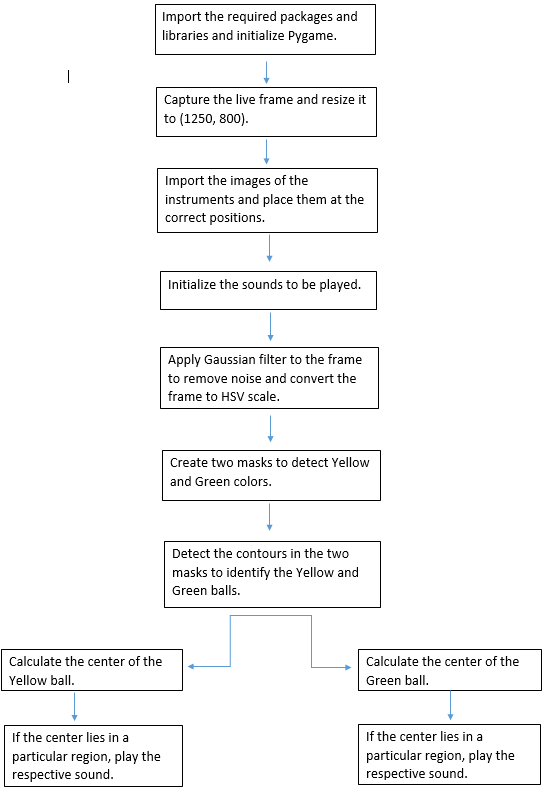 Import the required packages and
libraries and initialize Pygame.
Capture the live frame and resize it
to (1250, 800).
Import the images of the
instruments and place them at the
correct positions.
Initialize the sounds to be played.
Apply Gaussian filter to the frame
to remove noise and convert the
frame to HSV scale.
Create two masks to detect Yellow
and Green colors.
Detect the contours in the two
masks to identify the Yellow and
Green balls.
Calculate the center of the
Yellow ball.
If the center lies in a
particular region, play the
respective sound.
Calculate the center of the
Green ball.
If the center lies in a
particular region, play the
respective sound.